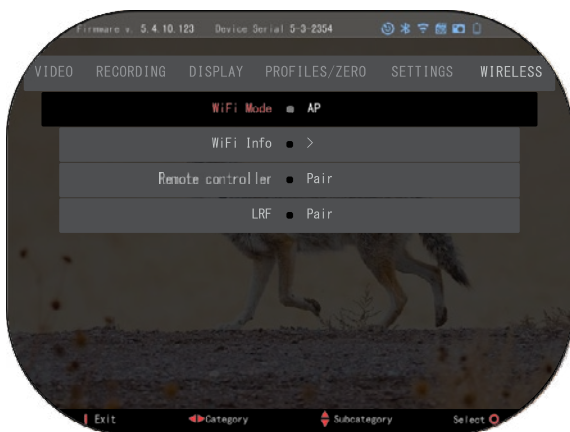 Firmware v. 5.4.10.123 Device Serial 5-3-2354
VIDEO RECORDING DISPLAY PROFILES/ZERO SETTINGS WIRELESS
WiFi Mode AP
WiFi Info >
Remote controller Pair
LRF Pair
Exit Category Subcategory Select